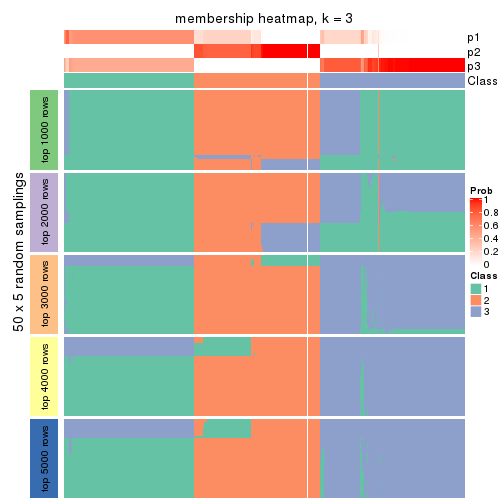 membership heatmap, k = 3
p1
p2
p3
Class
50 x 5 random samplings
top 1000 rows
top 2000 rows
top 3000 rows
top 4000 rows
top 5000 rows
Prob
1
0.8
0.6
0.4
0.2
0
Class
1
2
3